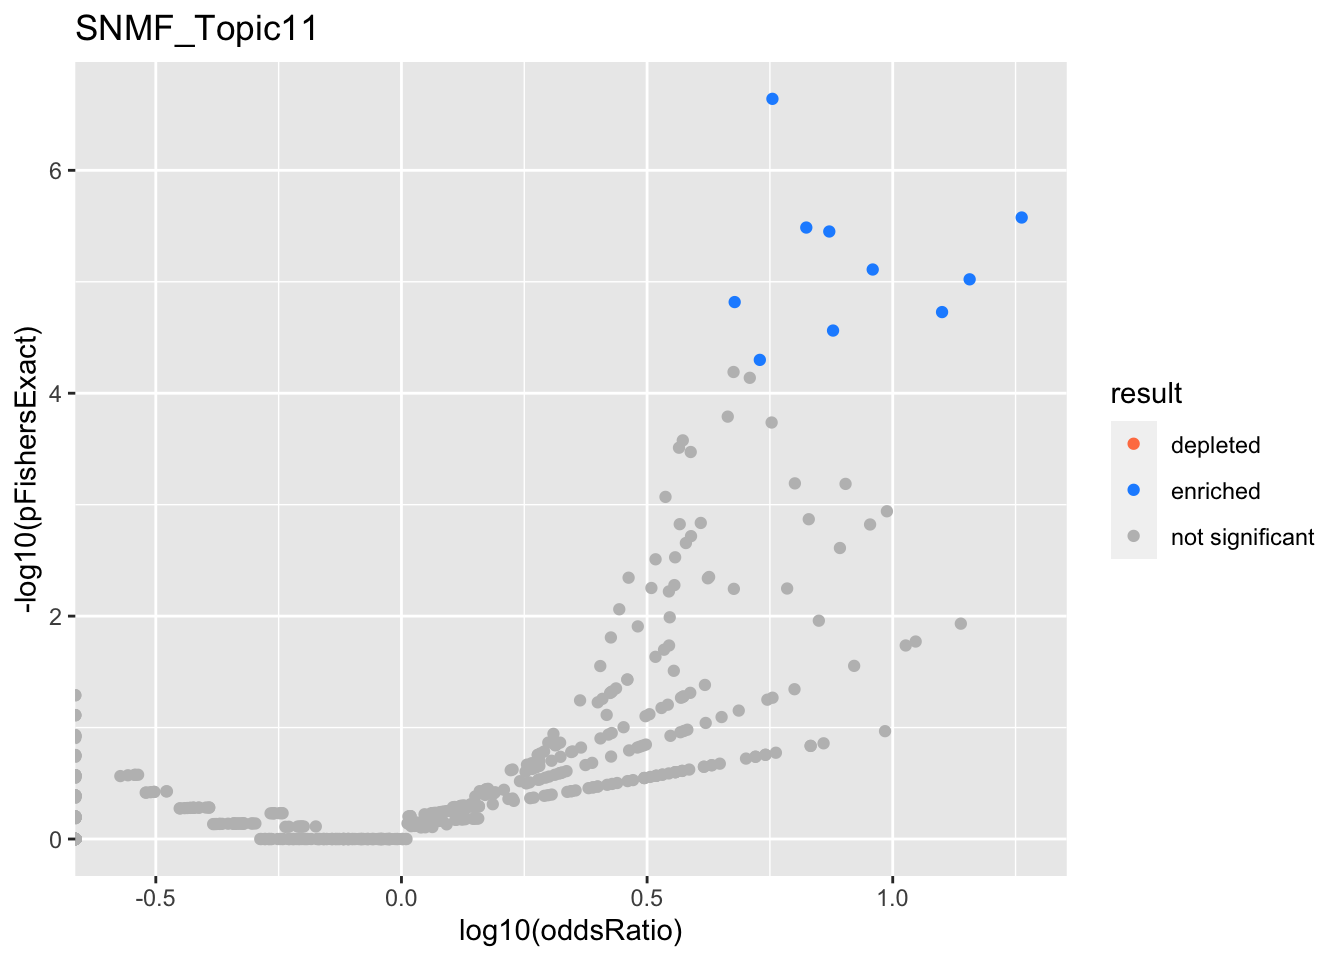 SNMF_Topic11
6
4
2
0
-log10(pFishersExact)
-0.5
0.0
0.5
1.0
log10(oddsRatio)
result
depleted
enriched
not significant